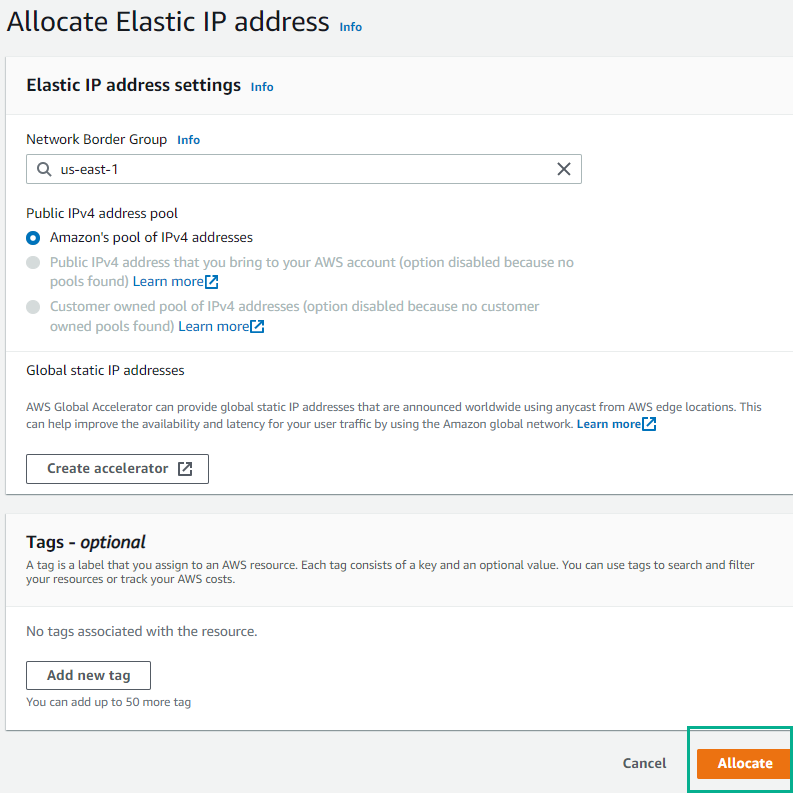 Allocate Elastic IP address Info
Elastic IP address settings Info
Network Border Group Info
us-east-1
Public IPv4 address pool
Amazon's pool of IPv4 addresses
Public IPv4 address that you bring to your AWS account (option disabled because no
pools found) Learn more
Customer owned pool of IPv4 addresses (option disabled because no customer
owned pools found) Learn more
Global static IP addresses
AWS Global Accelerator can provide global static IP addresses that are announced worldwide using anycast from AWS edge locations. This
can help improve the availability and latency for your user traffic by using the Amazon global network. Learn more
Create accelerator
Tags - optional
A tag is a label that you assign to an AWS resource. Each tag consists of a key and an optional value. You can use tags to search and filter
your resources or track your AWS costs.
No tags associated with the resource.
Add new tag
You can add up to 50 more tag
Cancel
Allocate